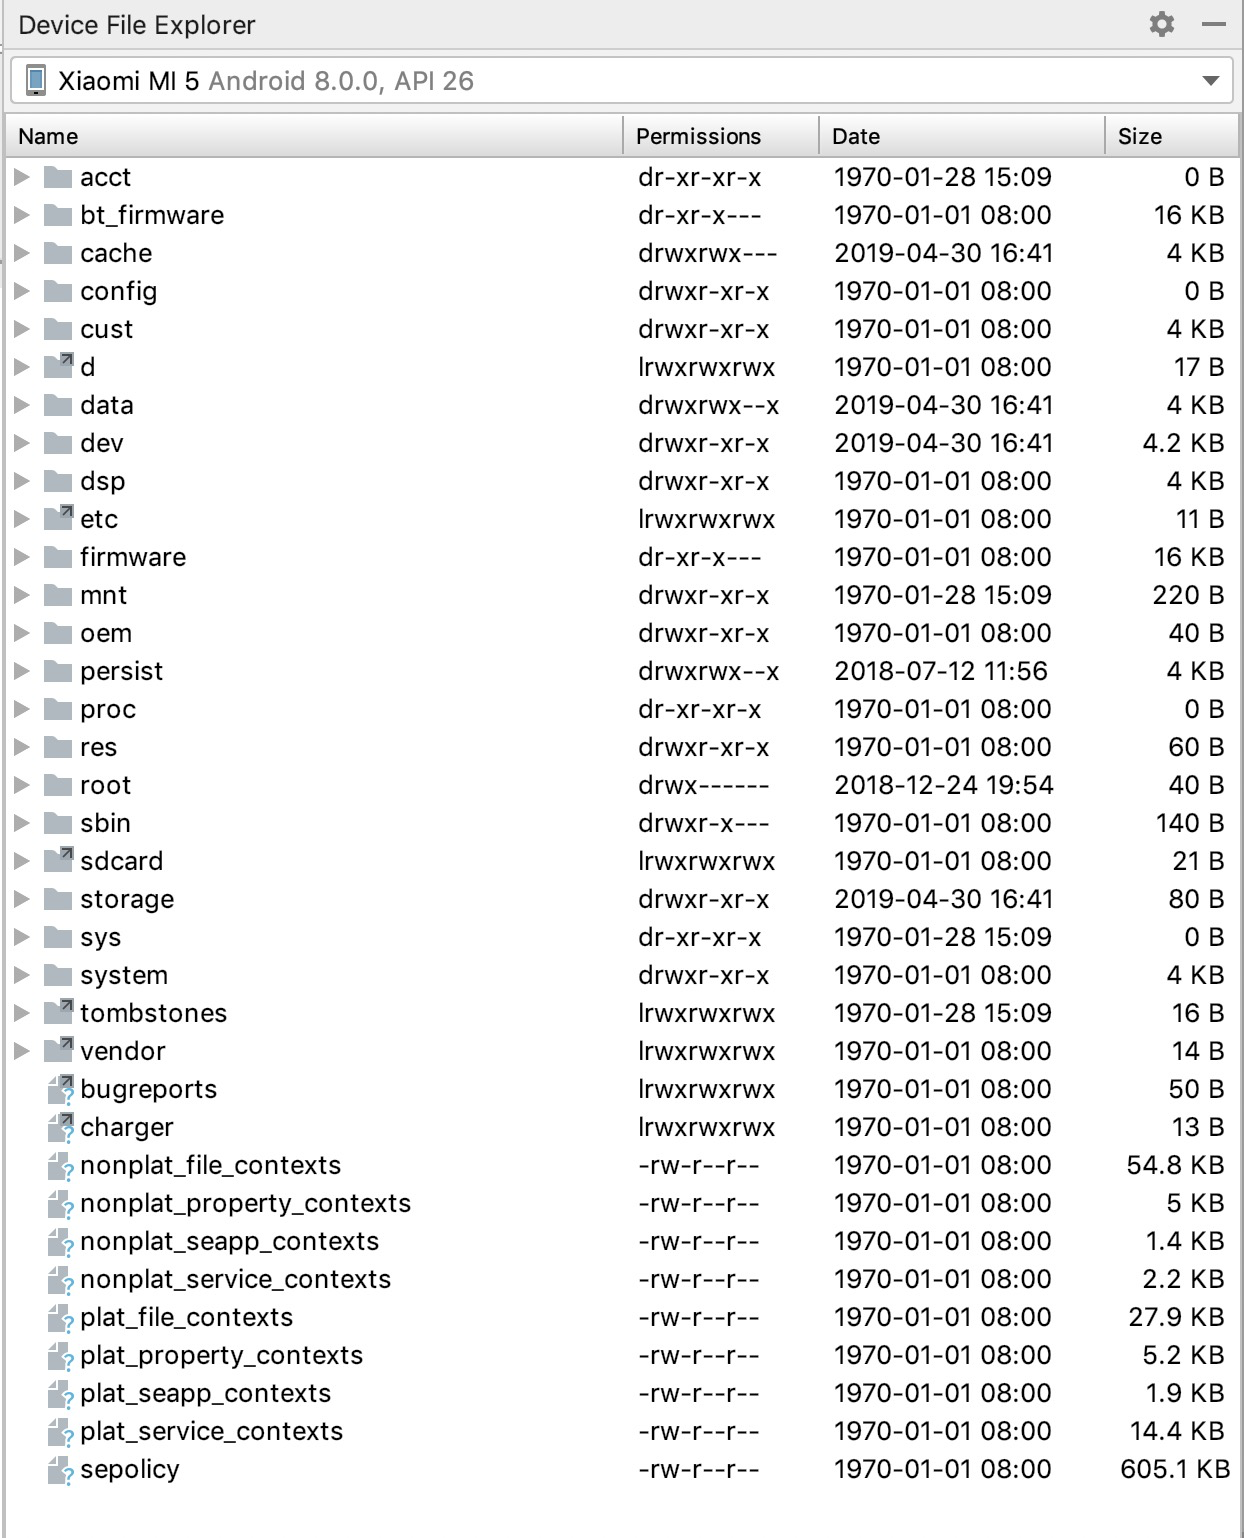 Device File Explorer
Xiaomi MI 5 Android 8.0.0, API 26
Name Permissions Date Size
acct dr-xr-xr-x 1970-01-28 15:09 0 B
bt_firmware dr-xr-x--- 1970-01-01 08:00 16 KB
cache drwxrwx--- 2019-04-30 16:41 4 KB
config drwxr-xr-x 1970-01-01 08:00 0 B
cust drwxr-xr-x 1970-01-01 08:00 4 KB
d lrwxrwxrwx 1970-01-01 08:00 17 B
data drwxrwx--x 2019-04-30 16:41 4 KB
dev drwxr-xr-x 2019-04-30 16:41 4.2 KB
dsp drwxr-xr-x 1970-01-01 08:00 4 KB
etc lrwxrwxrwx 1970-01-01 08:00 11 B
firmware dr-xr-x--- 1970-01-01 08:00 16 KB
mnt drwxr-xr-x 1970-01-28 15:09 220 B
oem drwxr-xr-x 1970-01-01 08:00 40 B
persist drwxrwx--x 2018-07-12 11:56 4 KB
proc dr-xr-xr-x 1970-01-01 08:00 0 B
res drwxr-xr-x 1970-01-01 08:00 60 B
root drwx------ 2018-12-24 19:54 40 B
sbin drwxr-x--- 1970-01-01 08:00 140 B
sdcard lrwxrwxrwx 1970-01-01 08:00 21 B
storage drwxr-xr-x 2019-04-30 16:41 80 B
sys dr-xr-xr-x 1970-01-28 15:09 0 B
system drwxr-xr-x 1970-01-01 08:00 4 KB
tombstones lrwxrwxrwx 1970-01-28 15:09 16 B
vendor lrwxrwxrwx 1970-01-01 08:00 14 B
bugreports lrwxrwxrwx 1970-01-01 08:00 50 B
charger lrwxrwxrwx 1970-01-01 08:00 13 B
nonplat_file_contexts -rw-r--r-- 1970-01-01 08:00 54.8 KB
nonplat_property_contexts -rw-r--r-- 1970-01-01 08:00 5 KB
nonplat_seapp_contexts -rw-r--r-- 1970-01-01 08:00 1.4 KB
nonplat_service_contexts -rw-r--r-- 1970-01-01 08:00 2.2 KB
plat_file_contexts -rw-r--r-- 1970-01-01 08:00 27.9 KB
plat_property_contexts -rw-r--r-- 1970-01-01 08:00 5.2 KB
plat_seapp_contexts -rw-r--r-- 1970-01-01 08:00 1.9 KB
plat_service_contexts -rw-r--r-- 1970-01-01 08:00 14.4 KB
sepolicy -rw-r--r-- 1970-01-01 08:00 605.1 KB